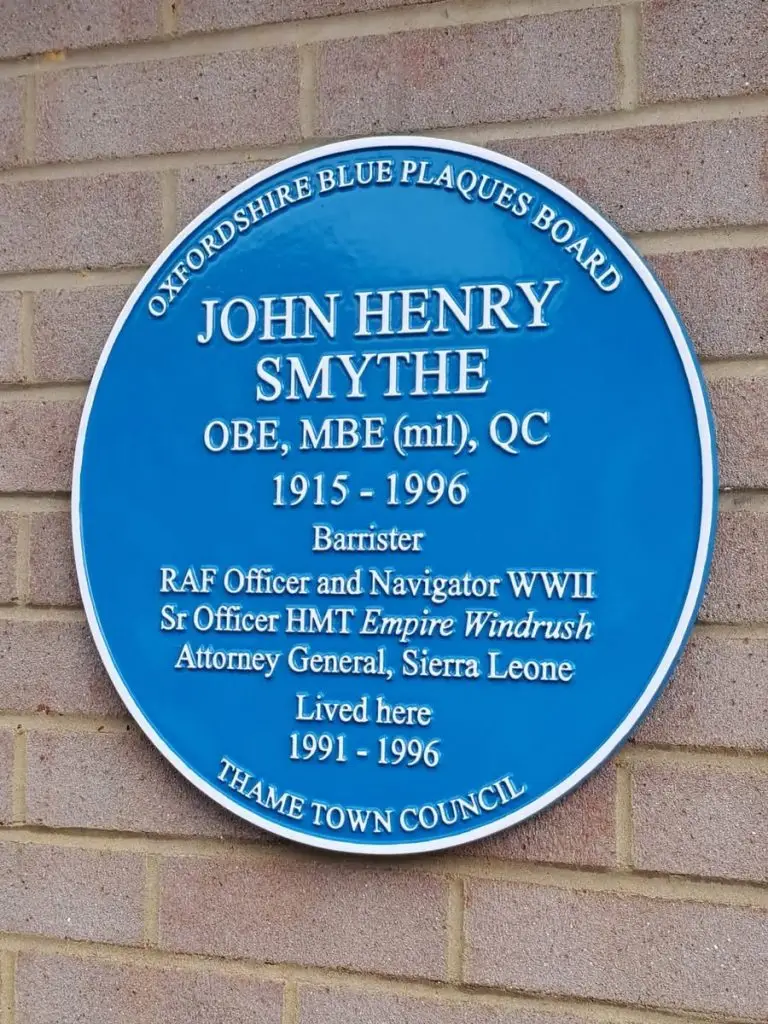 OXFORDSHIRE BLUE PLAQUES BOARD
JOHN HENRY
SMYTHE
OBE, MBE (mil), QC
1915 - 1996
Barrister
RAF Officer and Navigator WWII
Sr Officer HMT Empire Windrush
Attorney General, Sierra Leone
Lived here
1991 - 1996
THAME TOWN COUNCIL